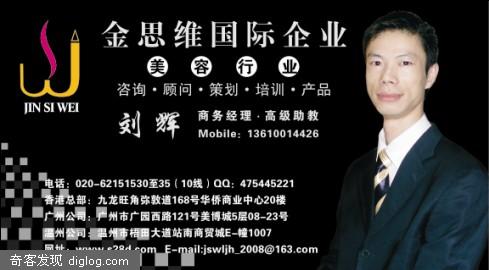 金思维国际企业
JIN SI WEI
美容行业
咨询·顾问·策划·培训·产品
刘辉
商务经理·高级助教
Mobile: 13610014426
电话：020-62151530至35（10线）QQ：475445221
香港总部：九龙旺角弥敦道168号华侨商业中心20楼
广州公司：广州市广园西路121号美博城5层08-23号
温州公司：温州市梧田大道站南商贸城E-幢1007
网址：www.s28d.com E-mail:jswljh_2008@163.com
奇客发现 diglog.com